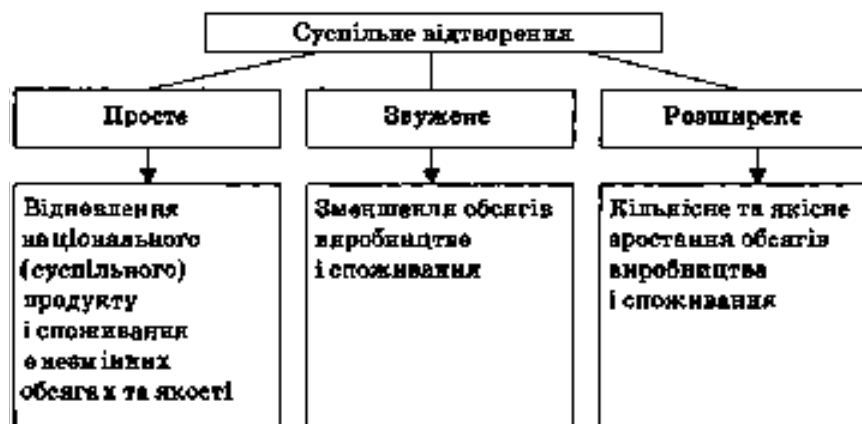 Суспільне відтворення
Просте
Звужене
Розширене
Відновлення
національного
(суспільного)
продукту
і споживання
в незмінних
обсягах та якості
Зменшення обсягів
виробництва
і споживання
Кількісне та якісне
зростання обсягів
виробництва
і споживання